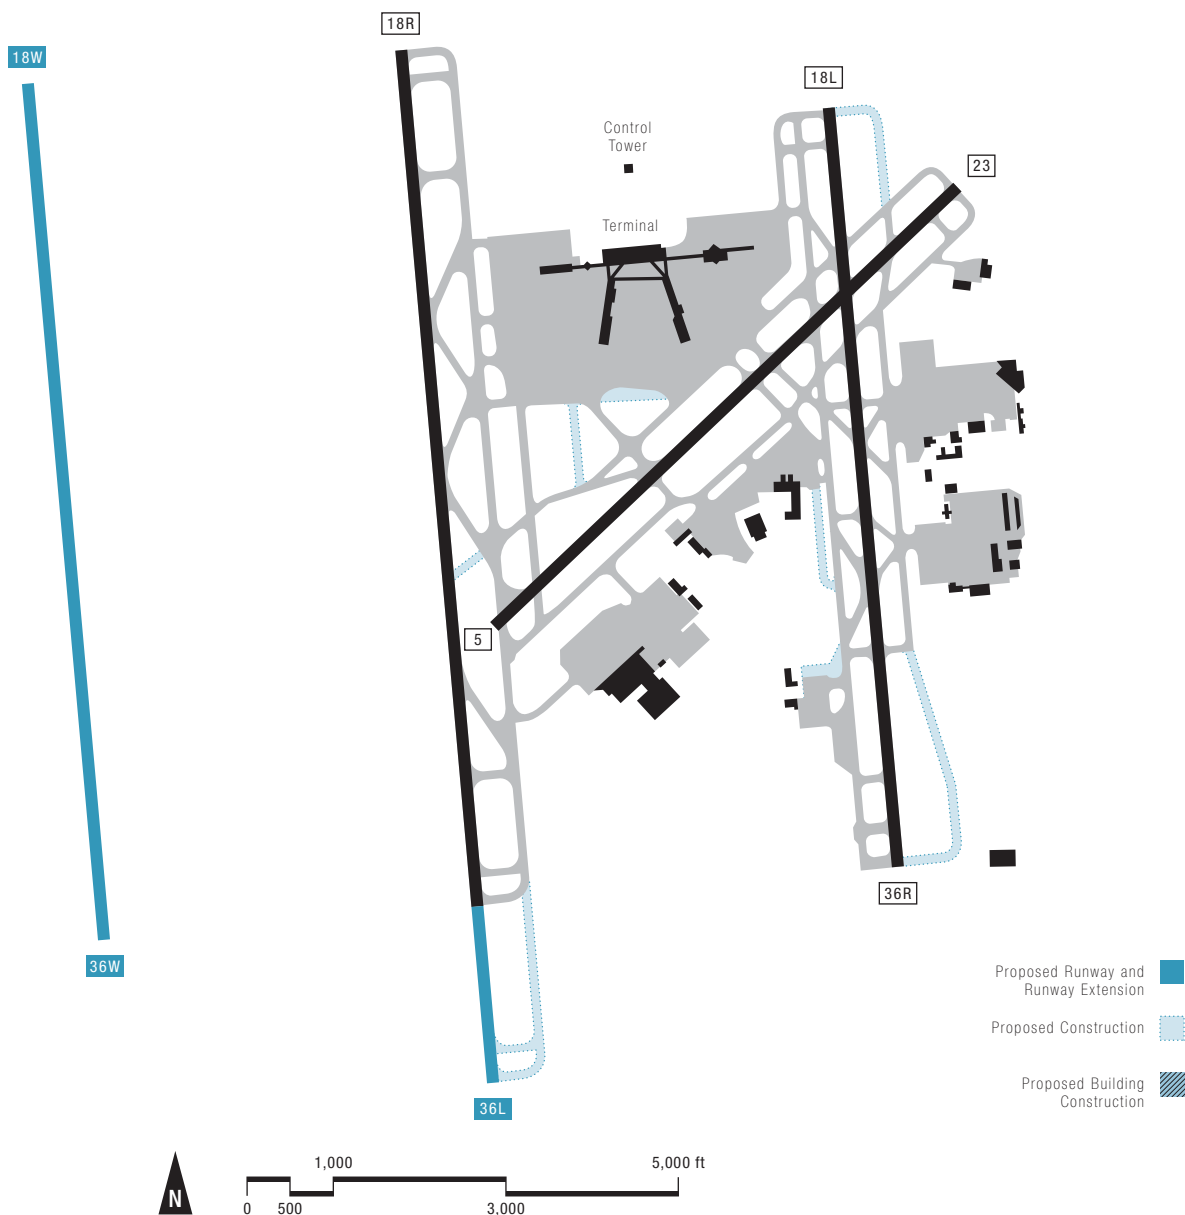 18R
18W
18L
Control
Tower
23
Terminal
5
36R
36W
Proposed Runway and
Runway Extension
Proposed Construction
Proposed Building
Construction
36L
1,000
5,000 ft
N
0
500
3,000